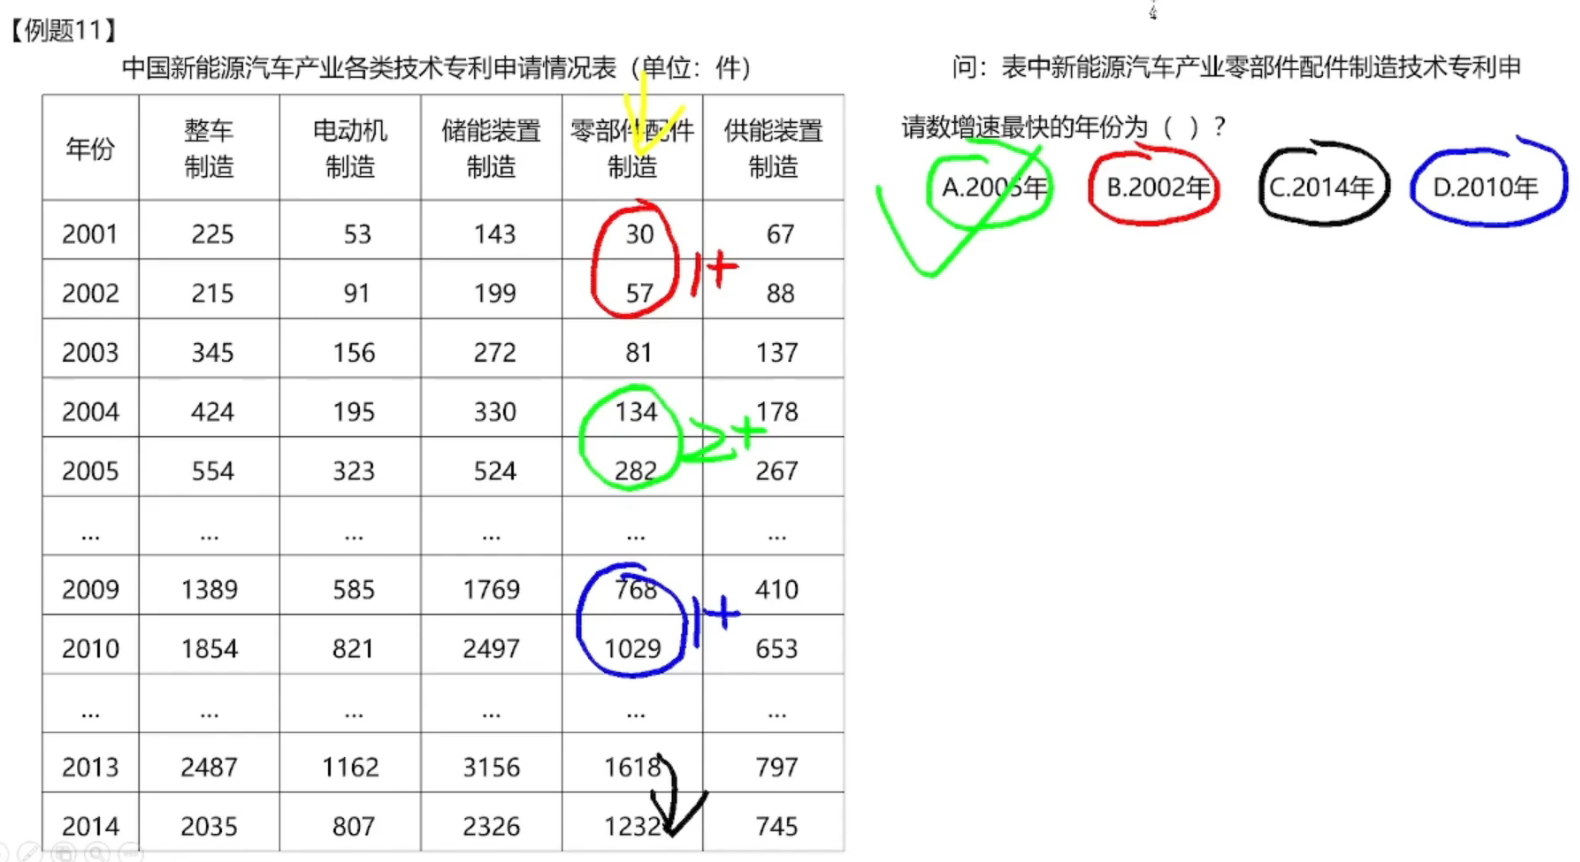 【例题11】
中国新能源汽车产业各类技术专利申请情况表（单位：件）
年份 整车制造 电动机制造 储能装置制造 零部件配件制造 供能装置制造
2001 225 53 143 30 67
2002 215 91 199 57 88
2003 345 156 272 81 137
2004 424 195 330 134 178
2005 554 323 524 282 267
... ... ... ... ... ...
2009 1389 585 1769 768 410
2010 1854 821 2497 1029 653
... ... ... ... ... ...
2013 2487 1162 3156 1618 797
2014 2035 807 2326 1232 745
1+
2+
1+
问：表中新能源汽车产业零部件配件制造技术专利申
请数增速最快的年份为（ ）？
A.2005年 B.2002年 C.2014年 D.2010年